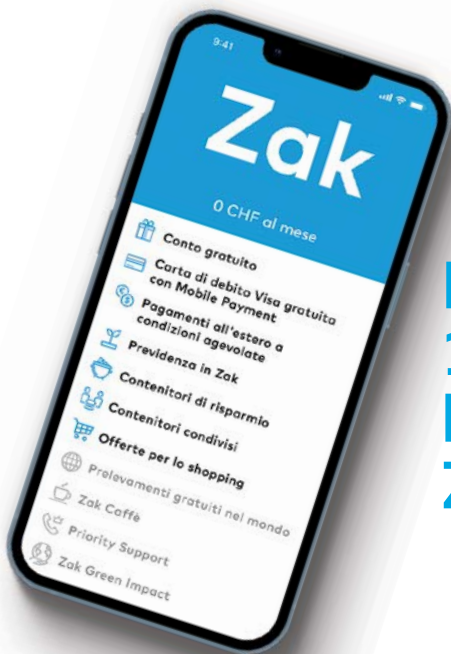 9:41
Zak
0 CHF al mese
Conto gratuito
Carta di debito Visa gratuita
con Mobile Payment
Pagamenti all'estero a
condizioni agevolate
Previdenza in Zak
Contenitori di risparmio
Contenitori condivisi
Offerte per lo shopping
Prelevamenti gratuiti nel mondo
Zak Caffè
Priority Support
Zak Green Impact